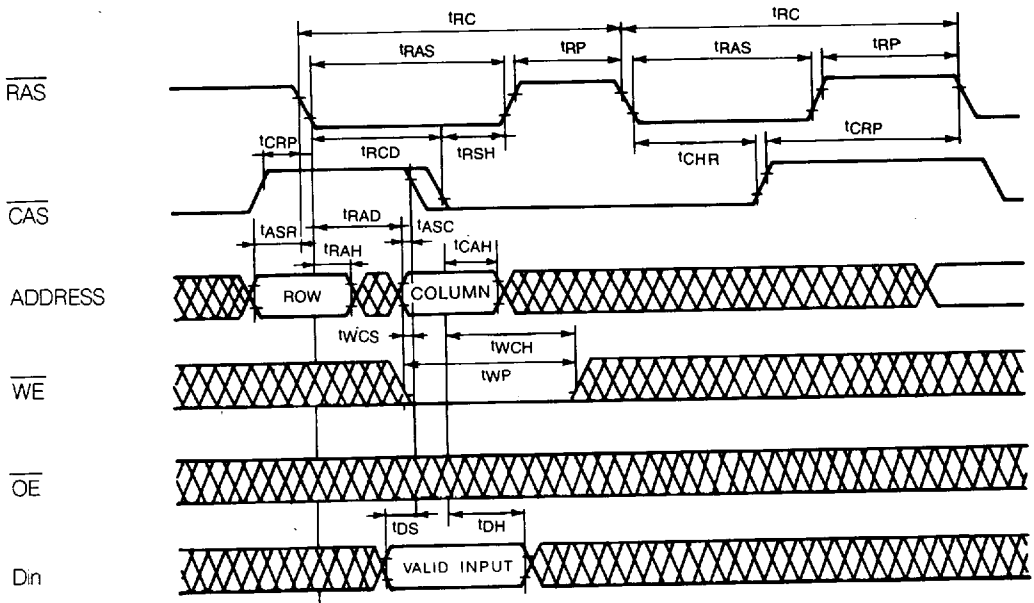 tRC tRC
tRAS tRP tRAS tRP
RAS
tCRP tRCD tRSH tCHR tCRP
CAS
tASR tRAH tRAD tASC tCAH
ADDRESS ROW COLUMN
tWCS tWCH
tWP
WE
OE
tDS tDH
Din VALID INPUT